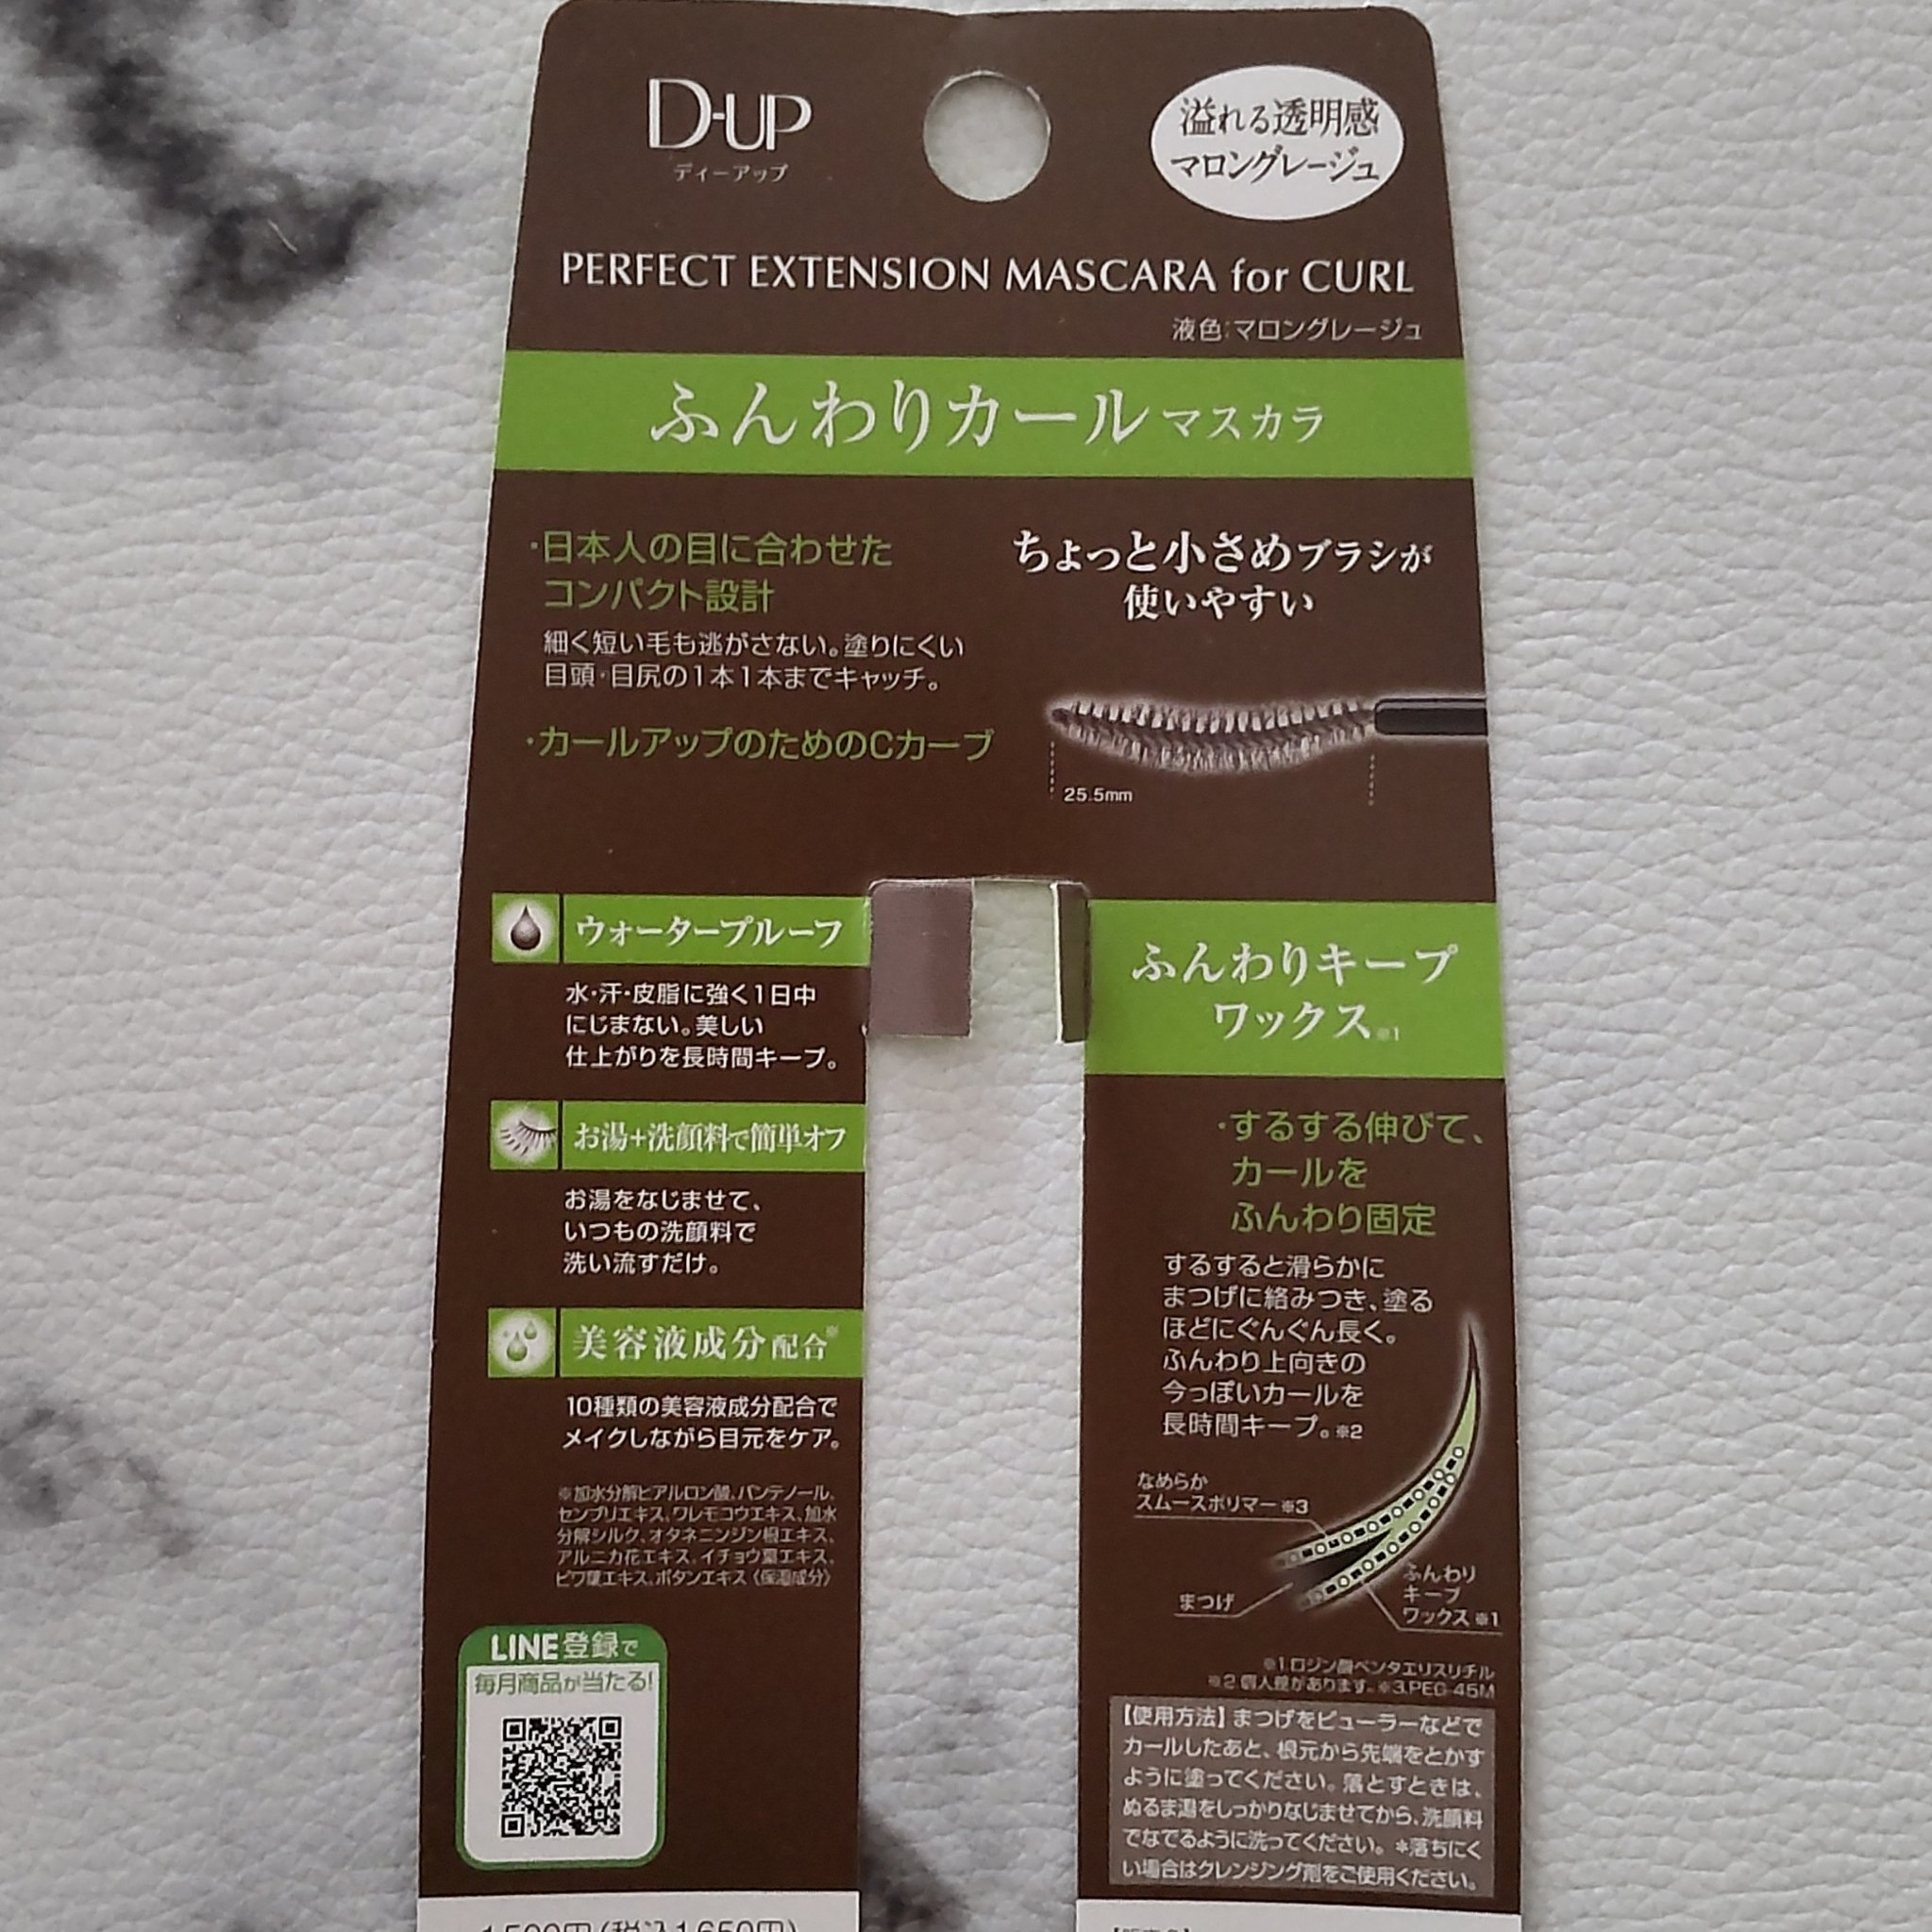 D-UP
ディーアップ
溢れる透明感
マロングレージュ
PERFECT EXTENSION MASCARA for CURL
液色:マロングレージュ
ふんわりカールマスカラ
・日本人の目に合わせた
コンパクト設計
細く短い毛も逃がさない。塗りにくい
目頭・目尻の1本1本までキャッチ。
・カールアップのためのCカーブ
ちょっと小さめブラシが
使いやすい
25.5mm
ウォータープルーフ
水・汗・皮脂に強く1日中
にじまない。美しい
仕上がりを長時間キープ。
お湯+洗顔料で簡単オフ
お湯をなじませて、
いつもの洗顔料で
洗い流すだけ。
美容液成分配合※
10種類の美容液成分配合で
メイクしながら目元をケア。
※加水分解ヒアルロン酸、パンテノール、
センブリエキス、ワレモコウエキス、加水
分解シルク、オタネニンジン根エキス、
アルニカ花エキス、イチョウ葉エキス、
ビワ葉エキス、ボタンエキス〈保湿成分〉
LINE登録で
毎月商品が当たる!
ふんわりキープ
ワックス※1
・するする伸びて、
カールを
ふんわり固定
するすると滑らかに
まつげに絡みつき、塗る
ほどにぐんぐん長く。
ふんわり上向きの
今っぽいカールを
長時間キープ。※2
なめらか
スムースポリマー※3
まつげ
ふんわり
キープ
ワックス※1
※1.ロジン酸ペンタエリスリチル
※2.個人差があります。※3.PEG-45M
【使用方法】まつげをビューラーなどで
カールしたあと、根元から先端をとかす
ように塗ってください。落とすときは、
ぬるま湯をしっかりなじませてから、洗顔料
でなでるように洗ってください。*落ちにく
い場合はクレンジング剤をご使用ください。
1,500円(税込1,650円)